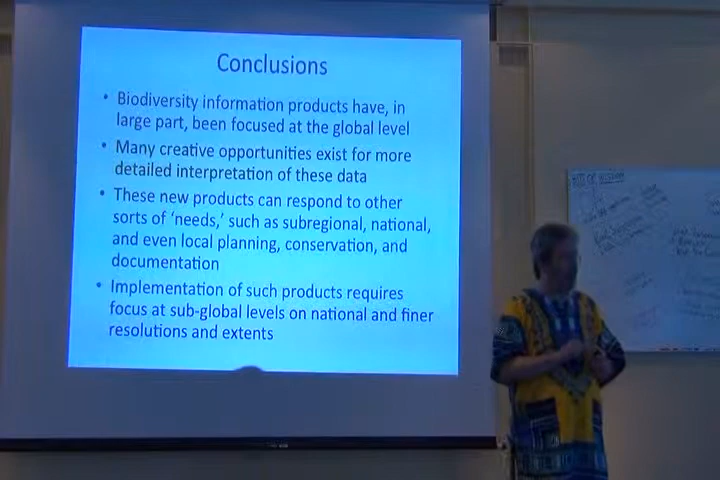 Conclusions
• Biodiversity information products have, in
large part, been focused at the global level
• Many creative opportunities exist for more
detailed interpretation of these data
• These new products can respond to other
sorts of ‘needs,’ such as subregional, national,
and even local planning, conservation, and
documentation
• Implementation of such products requires
focus at sub-global levels on national and finer
resolutions and extents